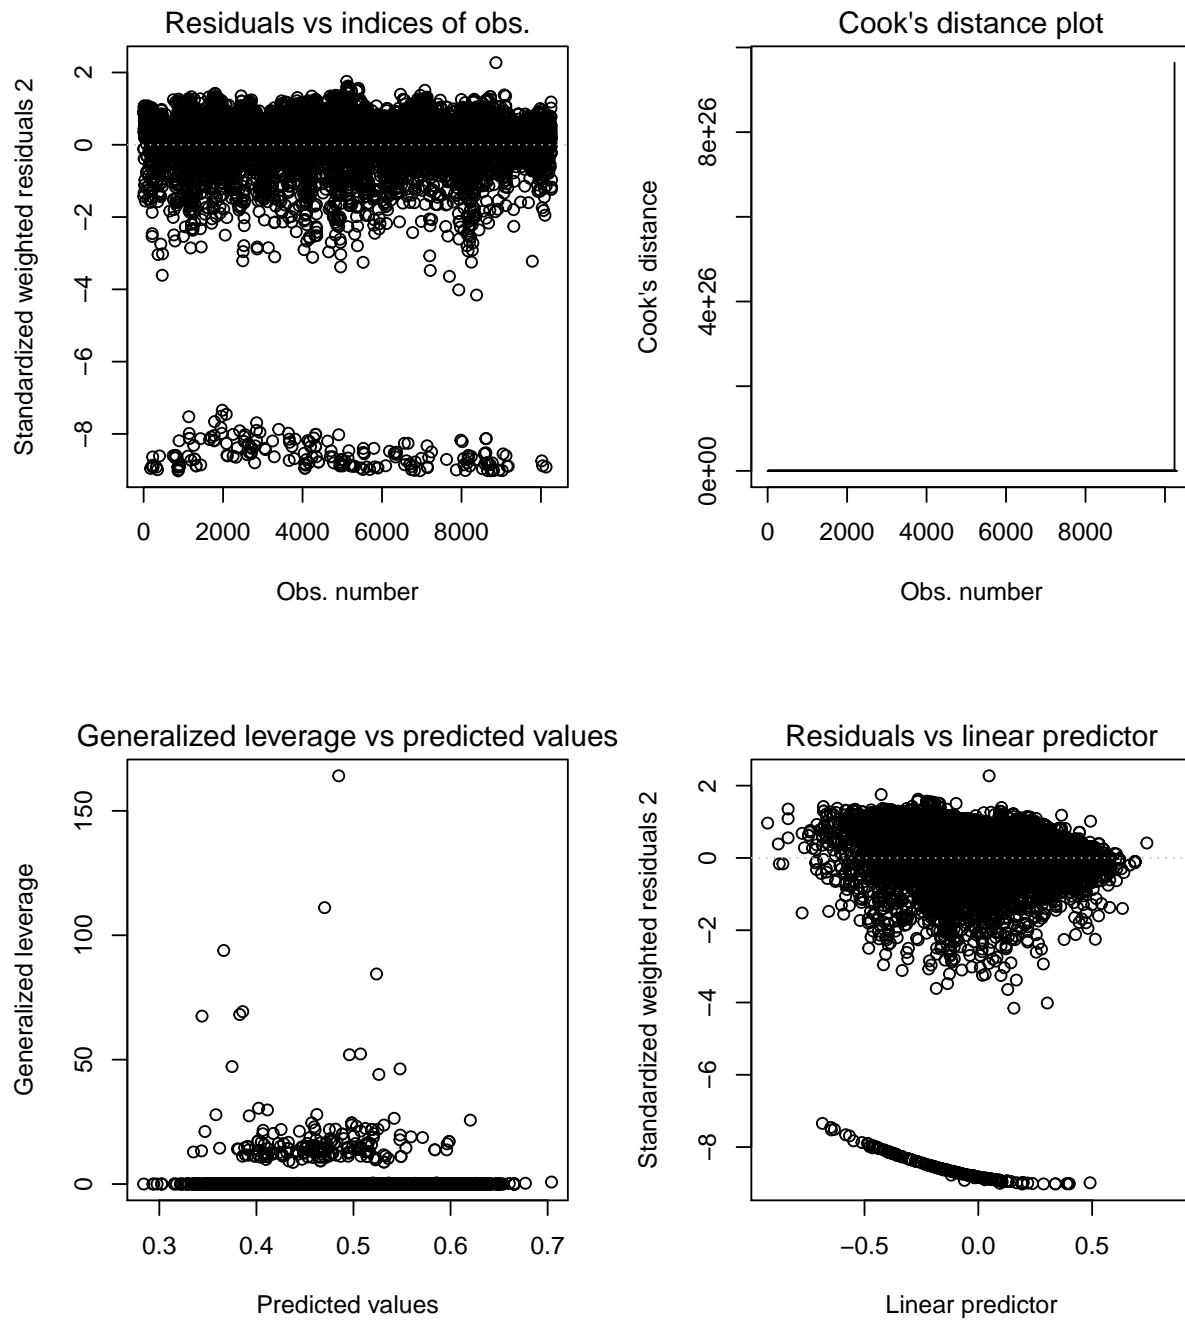 Residuals vs indices of obs.
Standardized weighted residuals 2
2
0
−2
−4
−6
−8
0 2000 4000 6000 8000
Obs. number
Cook's distance plot
Cook's distance
8e+26
4e+26
0e+00
0 2000 4000 6000 8000
Obs. number
Generalized leverage vs predicted values
Generalized leverage
150
100
50
0
0.3 0.4 0.5 0.6 0.7
Predicted values
Residuals vs linear predictor
Standardized weighted residuals 2
2
0
−2
−4
−6
−8
−0.5 0.0 0.5
Linear predictor